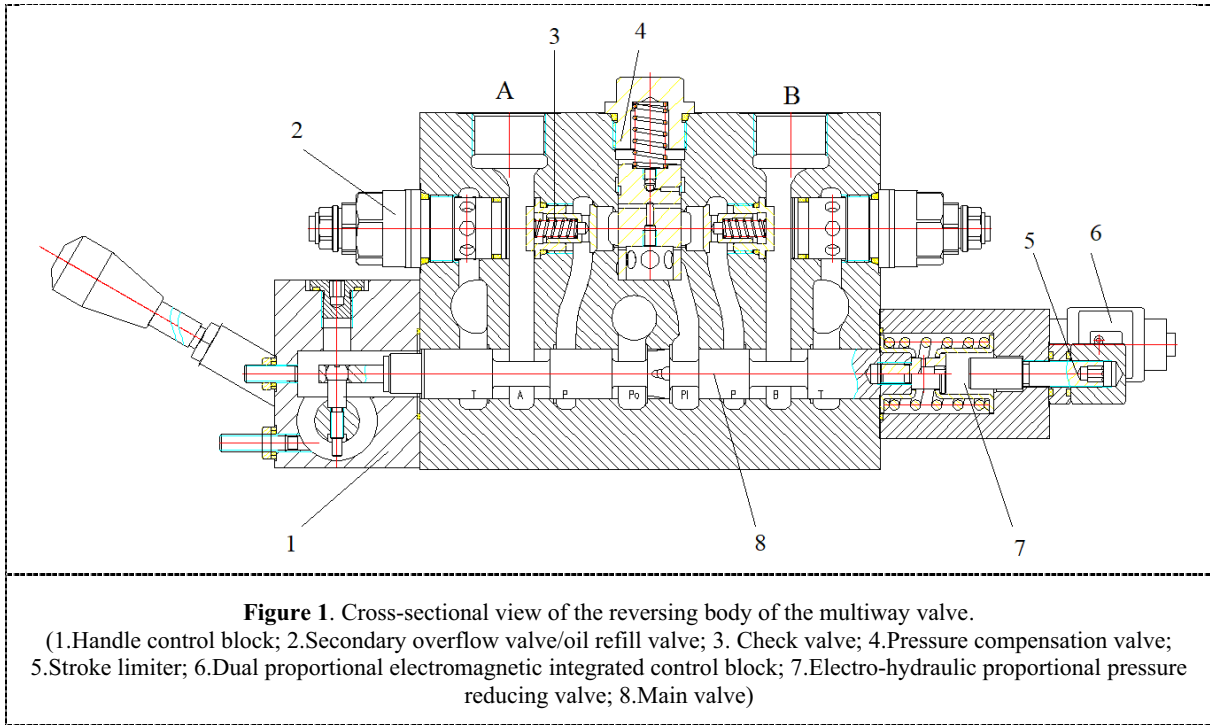 4
3
A
B
2
5
6
T
A
P
Po
Pl
P
B
T
1
8
7
Figure 1. Cross-sectional view of the reversing body of the multiway valve.
(1.Handle control block; 2.Secondary overflow valve/oil refill valve; 3. Check valve; 4.Pressure compensation valve;
5.Stroke limiter; 6.Dual proportional electromagnetic integrated control block; 7.Electro-hydraulic proportional pressure
reducing valve; 8.Main valve)